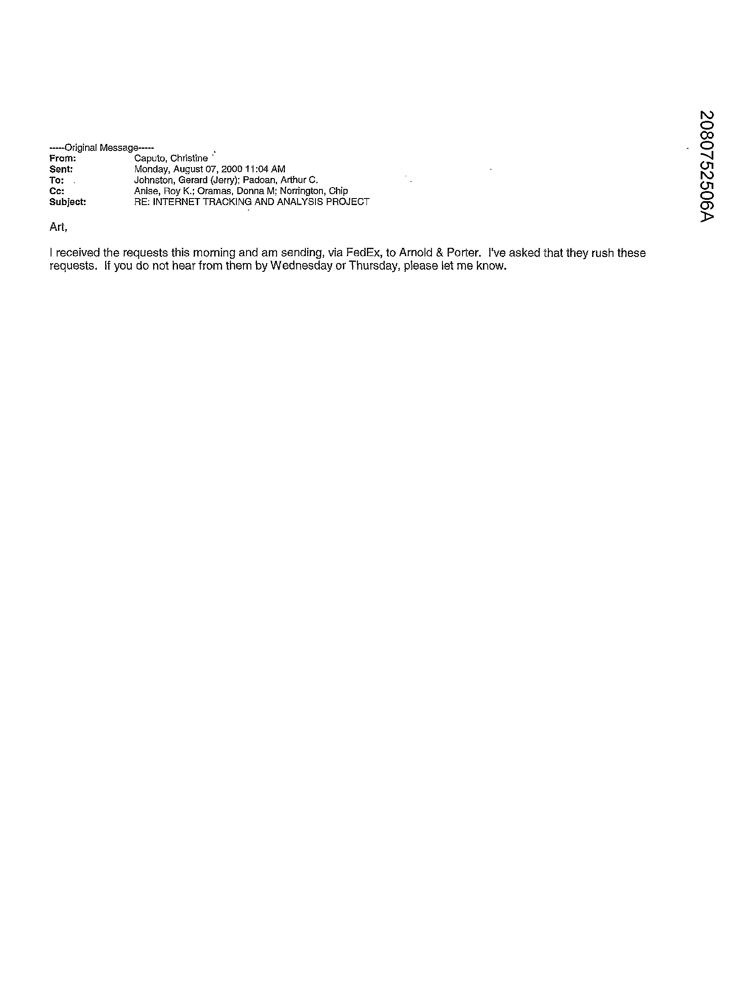 -----Original Message-----
From: Caputo, Christine
Sent: Monday, August 07, 2000 11:04 AM
To: Johnston, Gerard (Jerry); Padoan, Arthur C.
Cc: Anise, Roy K.; Oramas, Donna M; Norrington, Chip
Subject: RE: INTERNET TRACKING AND ANALYSIS PROJECT
Art,
I received the requests this morning and am sending, via FedEx, to Arnold & Porter. I've asked that they rush these
requests. If you do not hear from them by Wednesday or Thursday, please let me know.
2080752506A